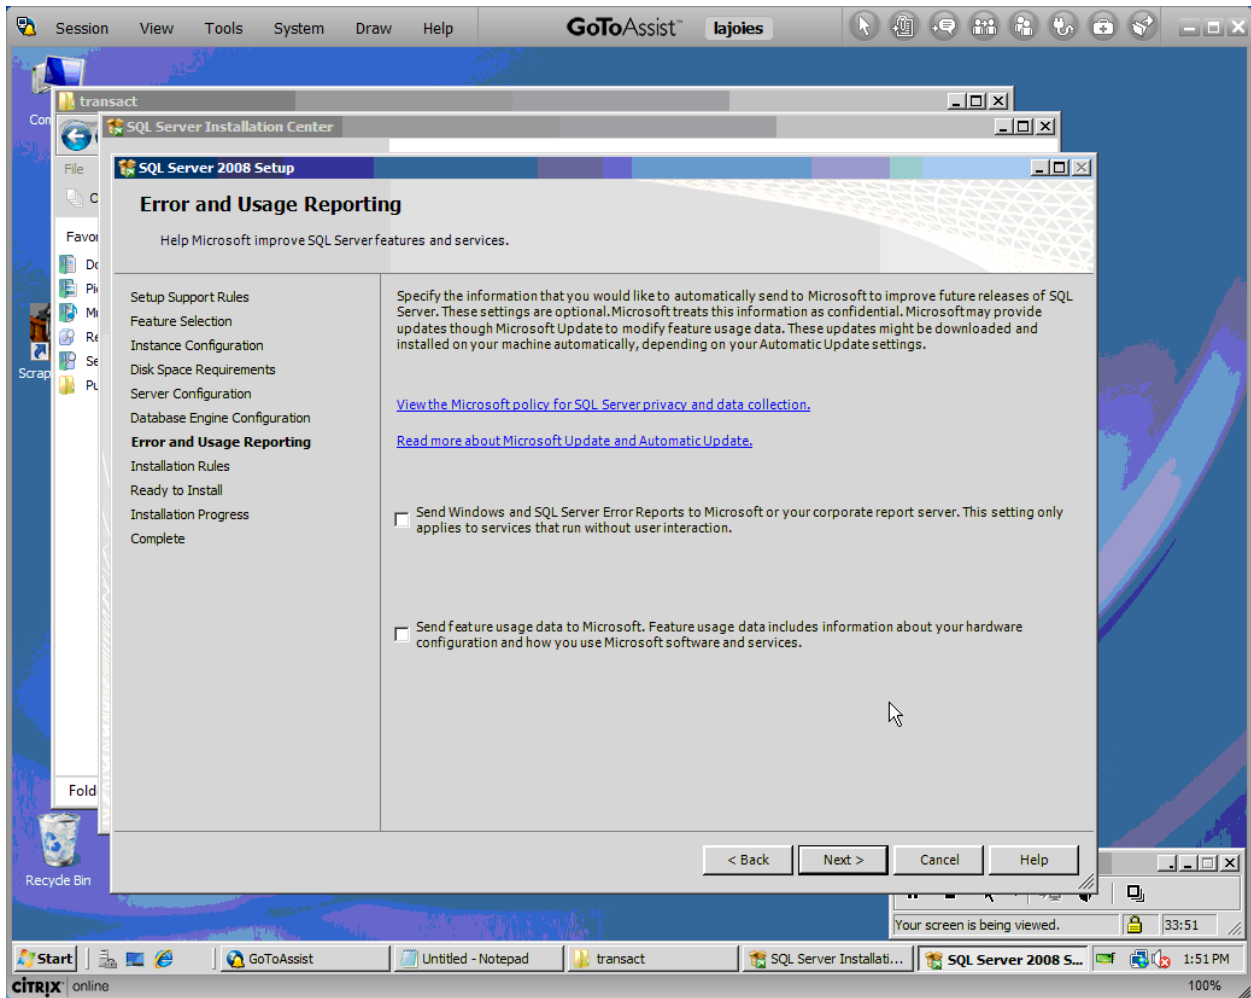 Session View Tools System Draw Help GoToAssist™ lajoies
transact
SQL Server Installation Center
SQL Server 2008 Setup
Error and Usage Reporting
Help Microsoft improve SQL Server features and services.
File
Setup Support Rules
Feature Selection
Instance Configuration
Disk Space Requirements
Server Configuration
Database Engine Configuration
Error and Usage Reporting
Installation Rules
Ready to Install
Installation Progress
Complete
Specify the information that you would like to automatically send to Microsoft to improve future releases of SQL
Server. These settings are optional. Microsoft treats this information as confidential. Microsoft may provide
updates though Microsoft Update to modify feature usage data. These updates might be downloaded and
installed on your machine automatically, depending on your Automatic Update settings.
View the Microsoft policy for SQL Server privacy and data collection.
Read more about Microsoft Update and Automatic Update.
Send Windows and SQL Server Error Reports to Microsoft or your corporate report server. This setting only
applies to services that run without user interaction.
Send feature usage data to Microsoft. Feature usage data includes information about your hardware
configuration and how you use Microsoft software and services.
< Back Next > Cancel Help
Recycle Bin
Your screen is being viewed. 33:51
Start GoToAssist Untitled - Notepad transact SQL Server Installati... SQL Server 2008 S... 1:51 PM
CİTRIX online 100%